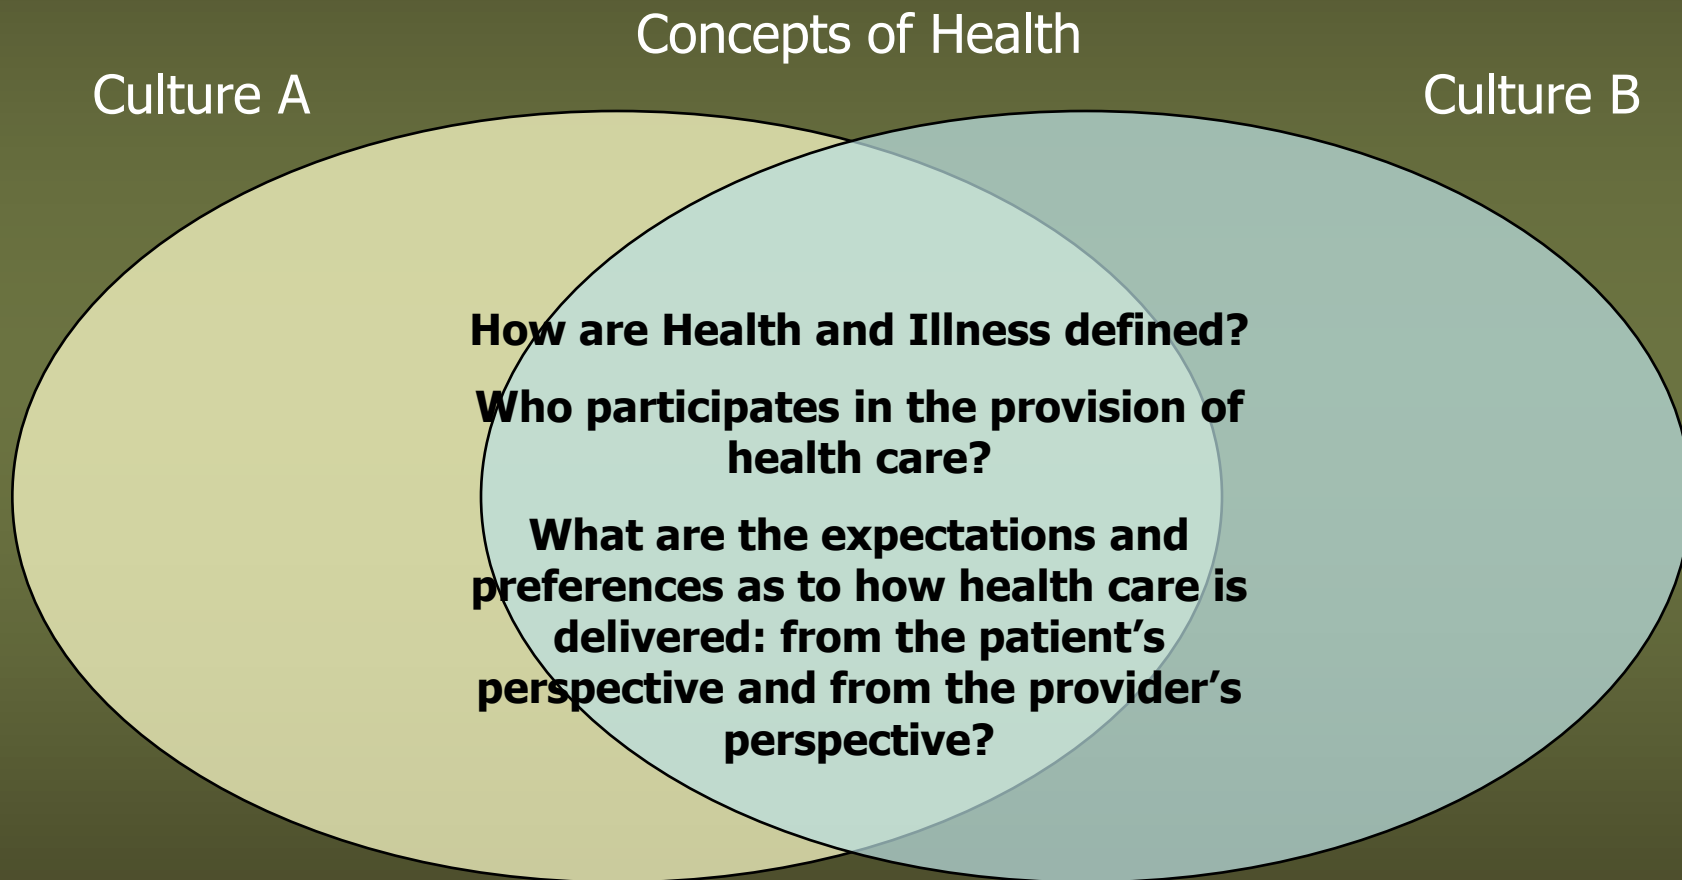 Concepts of Health
Culture A
Culture B
How are Health and Illness defined?
Who participates in the provision of
health care?
What are the expectations and
preferences as to how health care is
delivered: from the patient’s
perspective and from the provider’s
perspective?